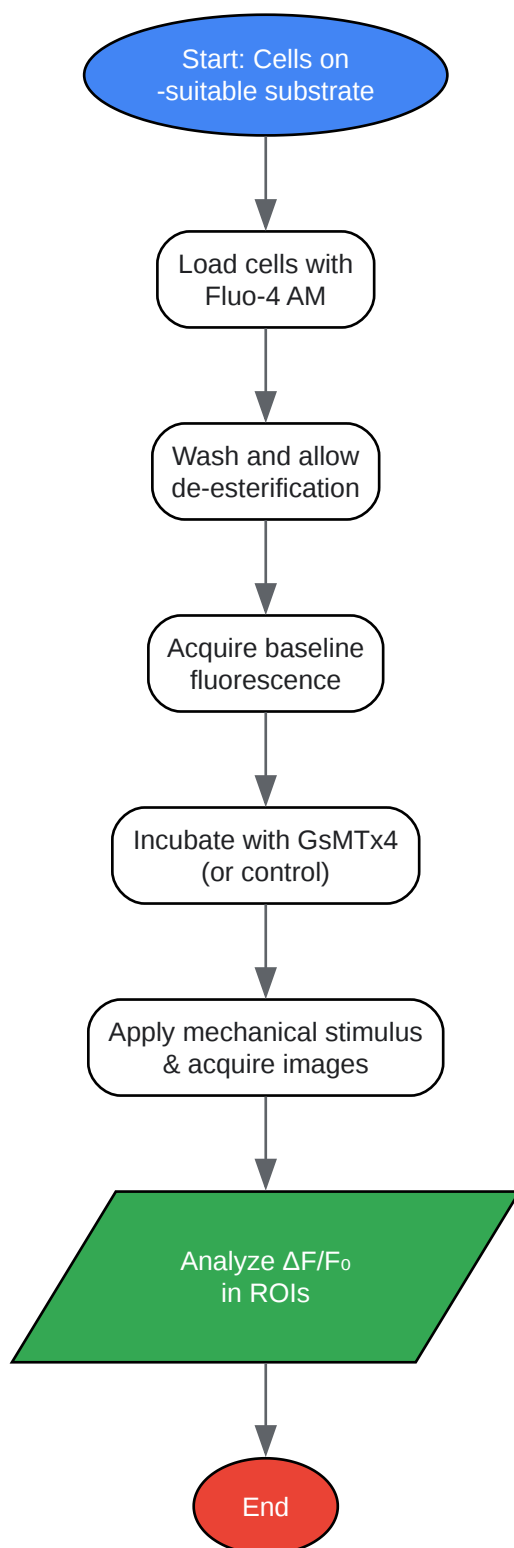 Start: Cells on
-suitable substrate
Load cells with
Fluo-4 AM
Wash and allow
de-esterification
Acquire baseline
fluorescence
Incubate with GsMTx4
(or control)
Apply mechanical stimulus
& acquire images
Analyze ΔF/F₀
in ROIs
End